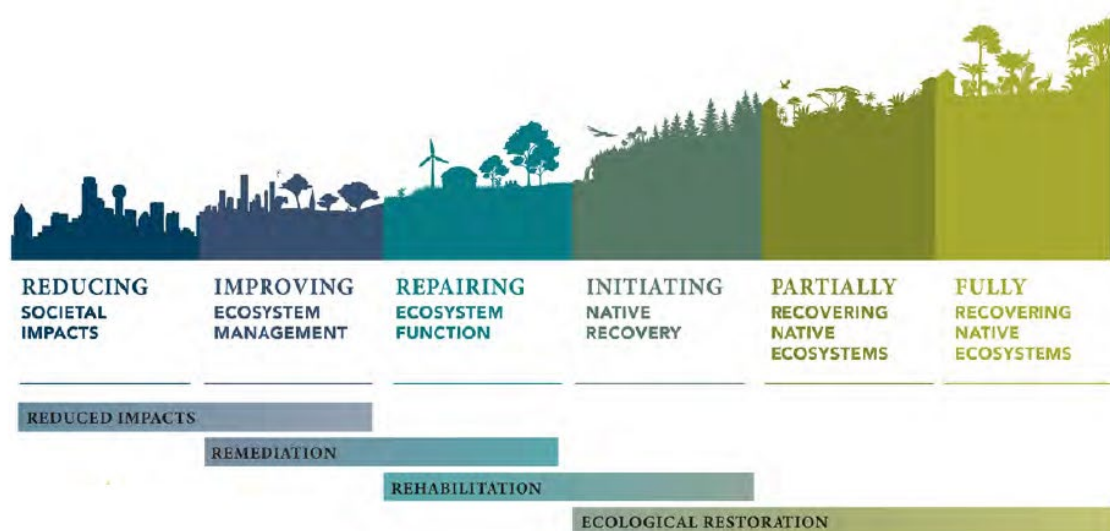 REDUCING
SOCIETAL
IMPACTS
IMPROVING
ECOSYSTEM
MANAGEMENT
REPAIRING
ECOSYSTEM
FUNCTION
INITIATING
NATIVE
RECOVERY
PARTIALLY
RECOVERING
NATIVE
ECOSYSTEMS
FULLY
RECOVERING
NATIVE
ECOSYSTEMS
REDUCED IMPACTS
REMEDIATION
REHABILITATION
ECOLOGICAL RESTORATION